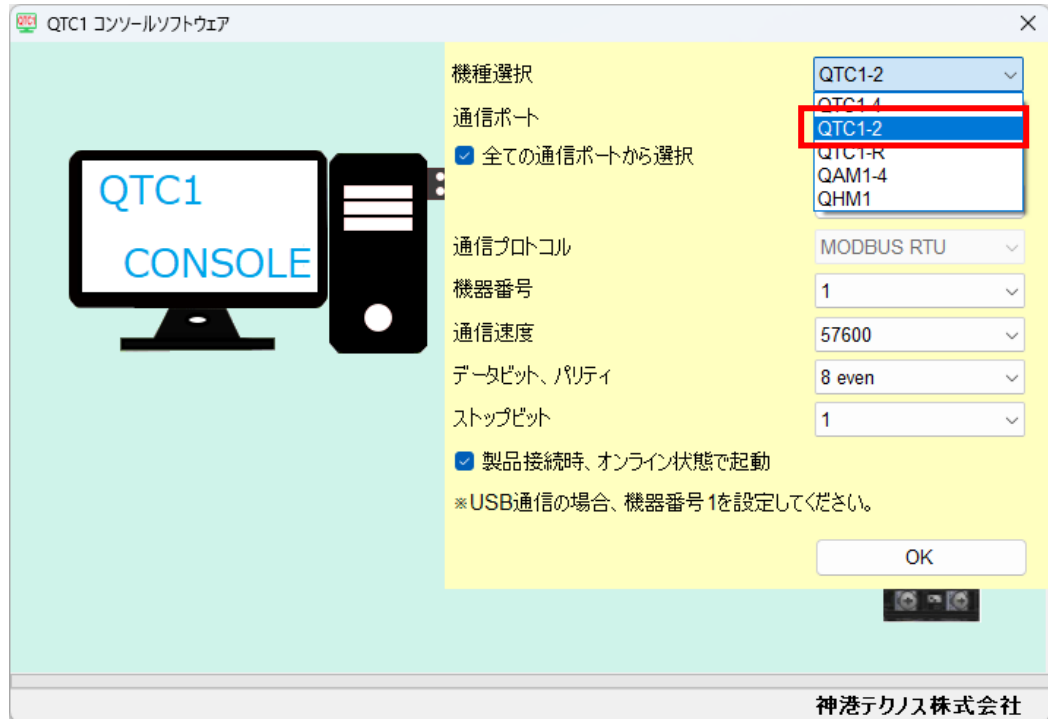 QTC1 コンソールソフトウェア
QTC1
CONSOLE
機種選択 QTC1-2
QTC1-4
通信ポート
QTC1-2
全ての通信ポートから選択
QTC1-R
QAM1-4
QHM1
通信プロトコル MODBUS RTU
機器番号 1
通信速度 57600
データビット、パリティ 8 even
ストップビット 1
製品接続時、オンライン状態で起動
※USB通信の場合、機器番号1を設定してください。
OK
神港テクノス株式会社